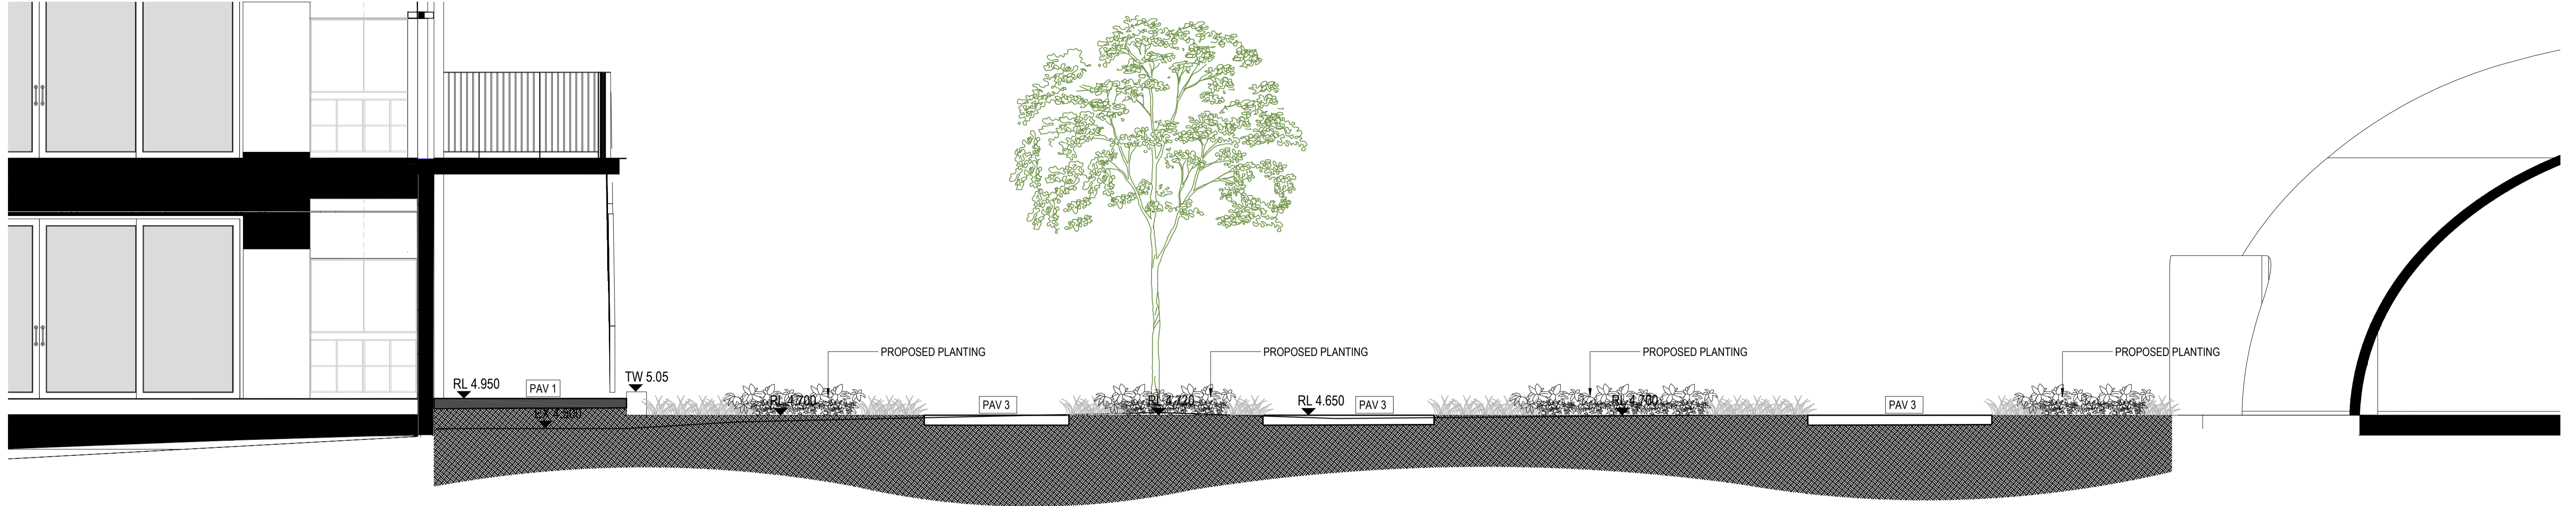 PROPOSED PLANTING
PROPOSED PLANTING
PROPOSED PLANTING
PROPOSED PLANTING
RL 4.950
PAV 1
TW 5.05
EX 4.500
RL 4.700
PAV 3
RL 4.720
RL 4.650
PAV 3
RL 4.700
PAV 3